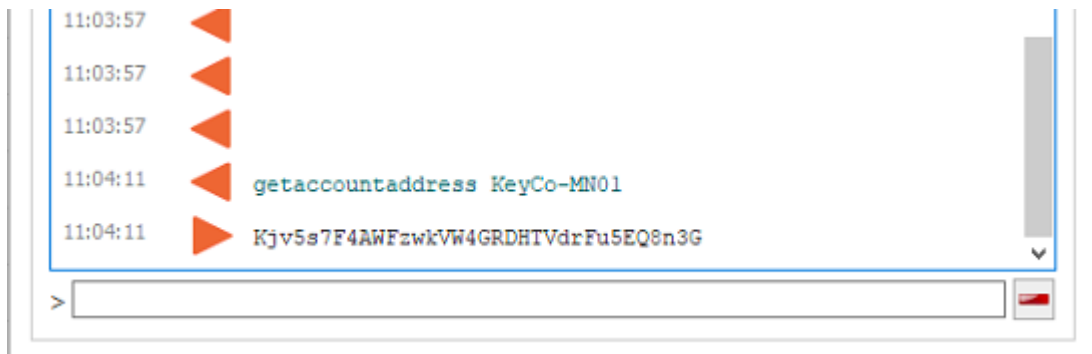 11:03:57
11:03:57
11:03:57
11:04:11 getaccountaddress KeyCo-MN01
11:04:11 Kjv5s7F4AWFzwkVW4GRDHTVdrFu5EQ8n3G
>